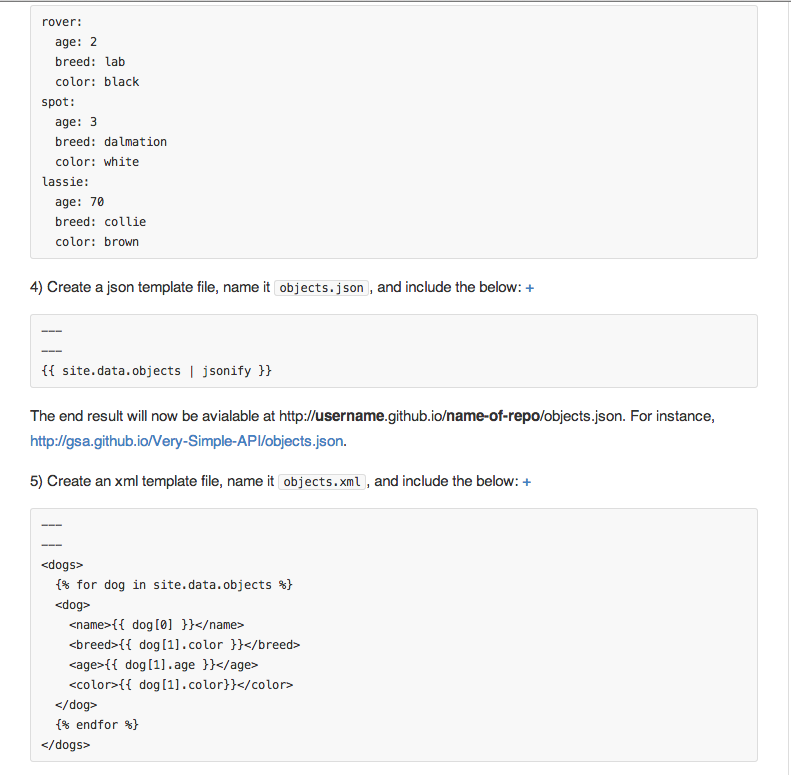 rover:
  age: 2
  breed: lab
  color: black
spot:
  age: 3
  breed: dalmation
  color: white
lassie:
  age: 70
  breed: collie
  color: brown
4) Create a json template file, name it objects.json, and include the below: +
---
---
{{ site.data.objects | jsonify }}
The end result will now be avialable at http://username.github.io/name-of-repo/objects.json. For instance,
http://gsa.github.io/Very-Simple-API/objects.json.
5) Create an xml template file, name it objects.xml, and include the below: +
---
---
<dogs>
  {% for dog in site.data.objects %}
  <dog>
    <name>{{ dog[0] }}</name>
    <breed>{{ dog[1].color }}</breed>
    <age>{{ dog[1].age }}</age>
    <color>{{ dog[1].color}}</color>
  </dog>
  {% endfor %}
</dogs>